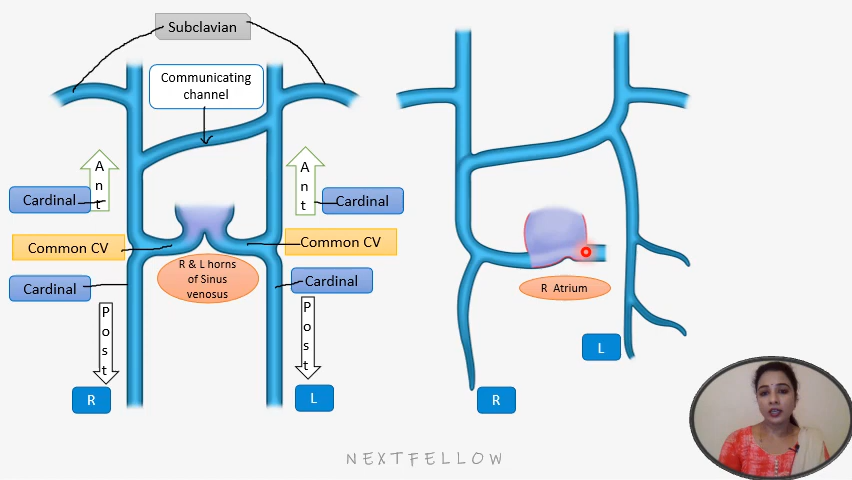 Subclavian
Communicating
channel
A
n
t
A
n
t
Cardinal
Cardinal
Common CV
Common CV
R & L horns
of Sinus
venosus
Cardinal
Cardinal
P
o
s
t
P
o
s
t
R
L
R Atrium
L
R
NEXTFELLOW